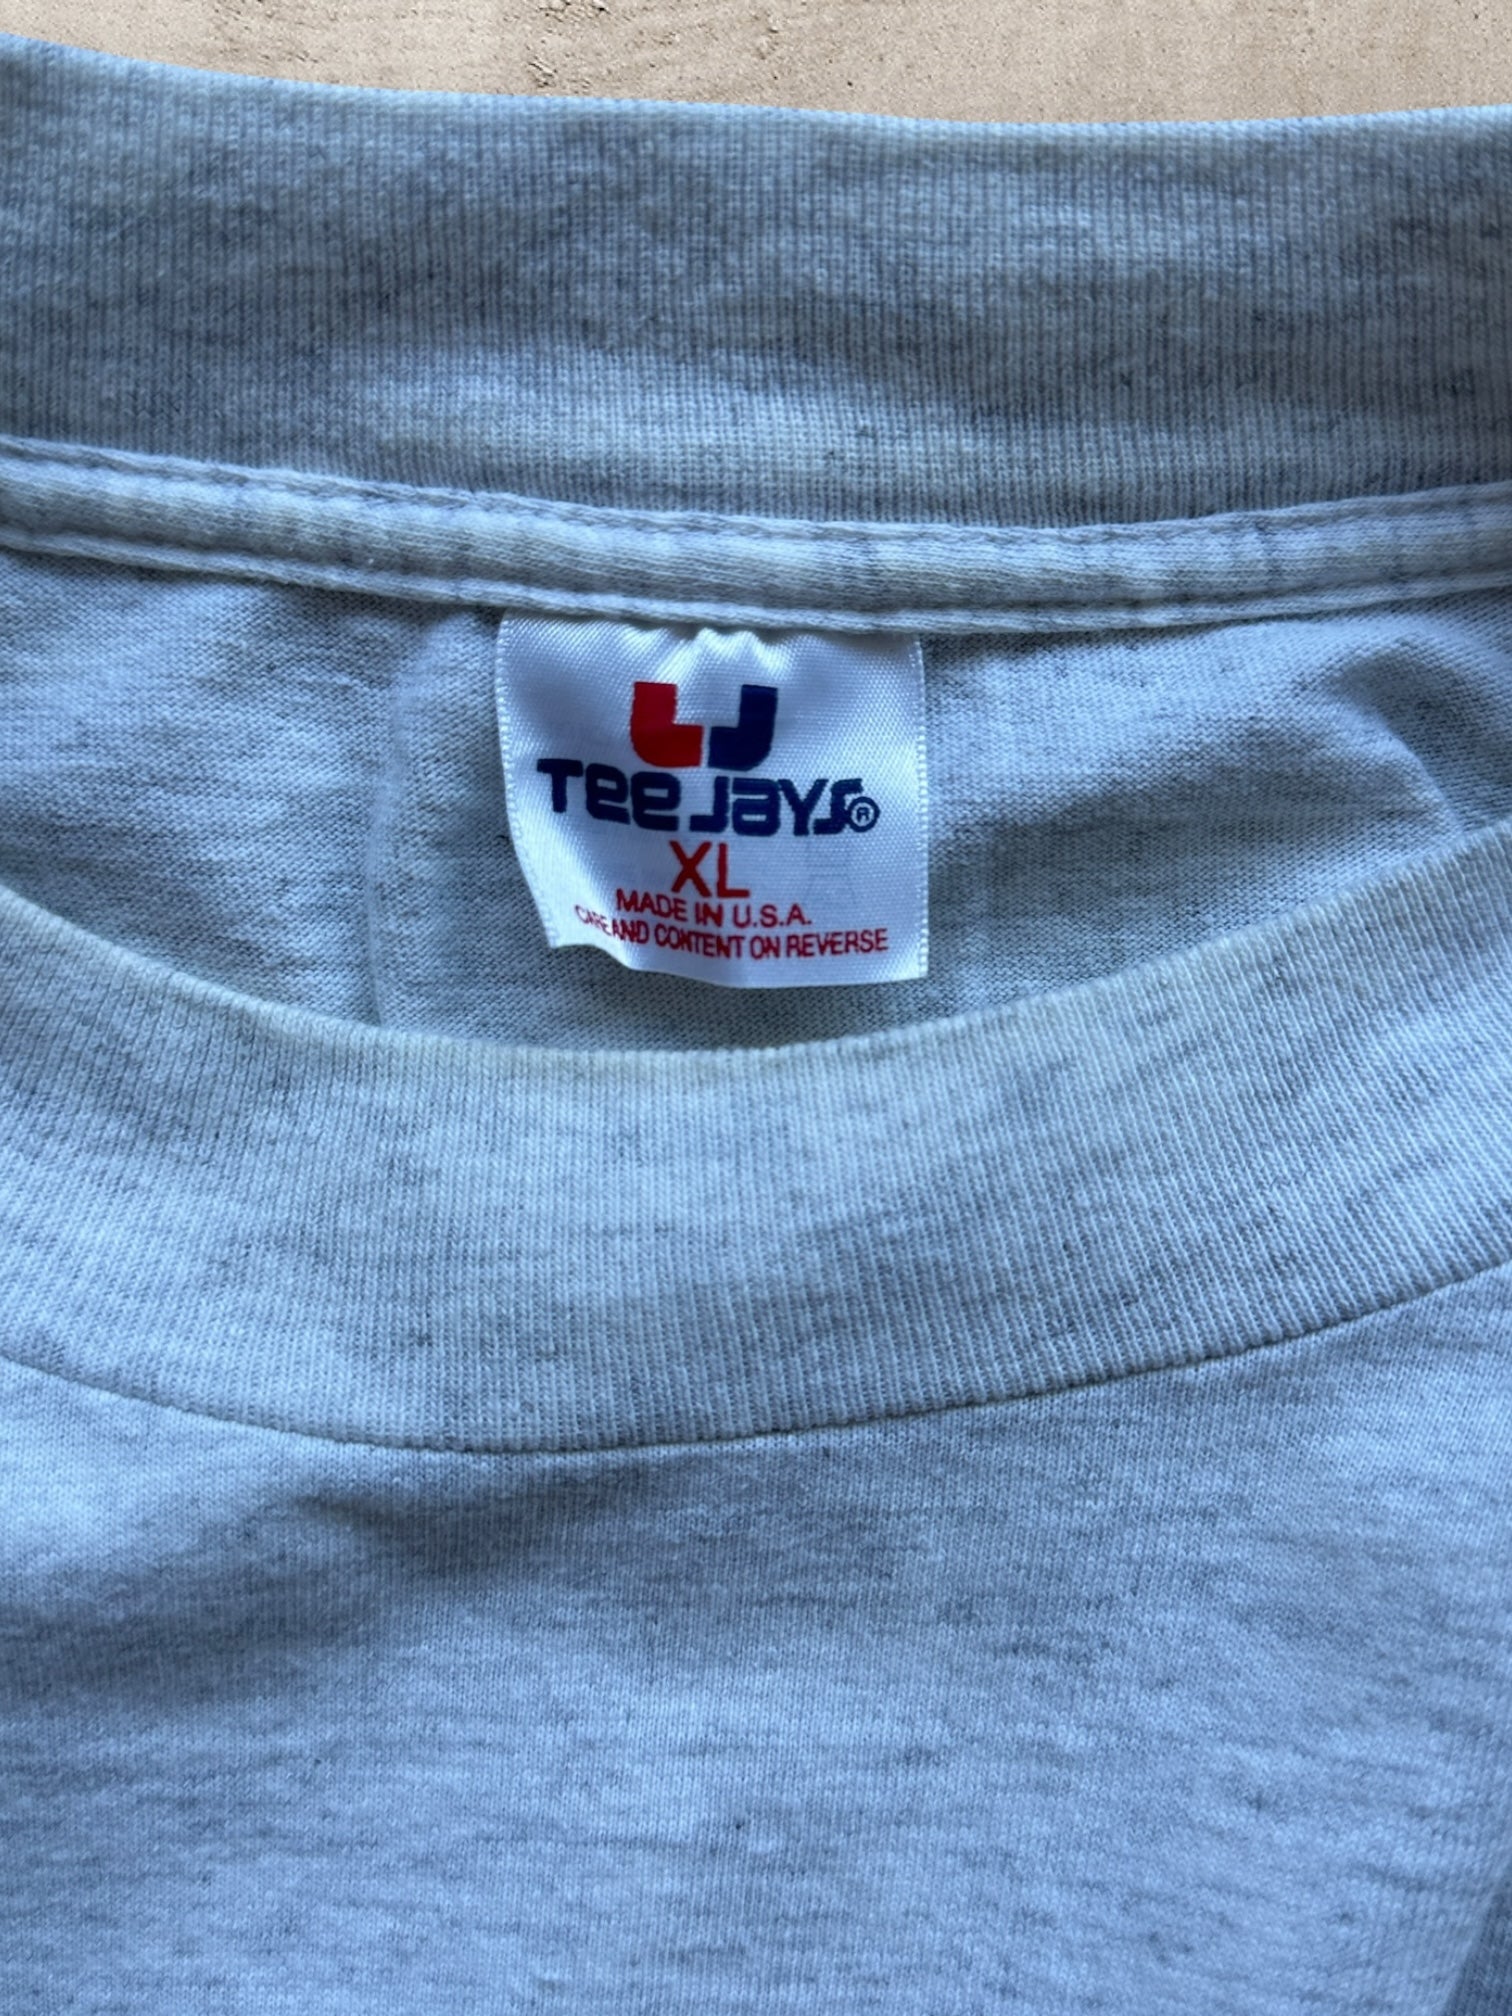 TEE JAYS®
XL
MADE IN U.S.A.
CARE AND CONTENT ON REVERSE